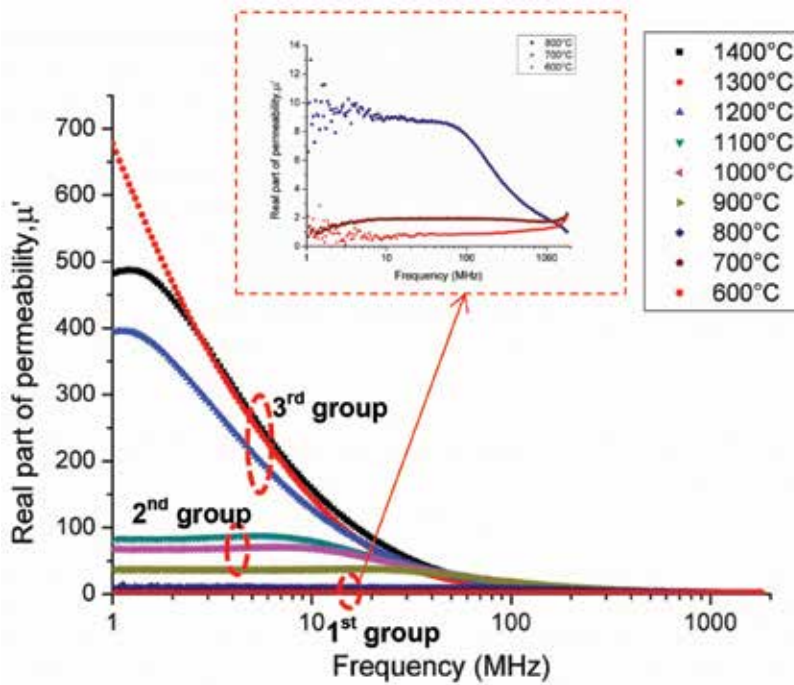 14
12
10
8
6
4
2
0
Real part of permeability,µ'
1
10
100
1000
Frequency (MHz)
800°C
700°C
600°C
1400°C
1300°C
1200°C
1100°C
1000°C
900°C
800°C
700°C
600°C
700
600
500
400
300
200
100
0
Real part of permeability,µ'
3rd group
2nd group
1st group
1
10
100
1000
Frequency (MHz)